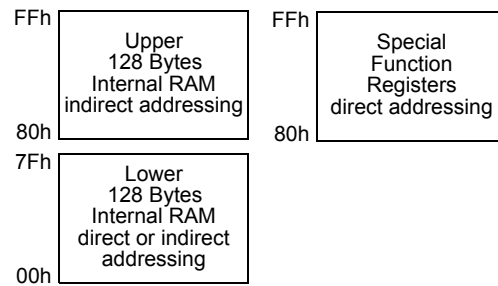 FFh
Upper
128 Bytes
Internal RAM
indirect addressing
80h
FFh
Special
Function
Registers
direct addressing
80h
7Fh
Lower
128 Bytes
Internal RAM
direct or indirect
addressing
00h